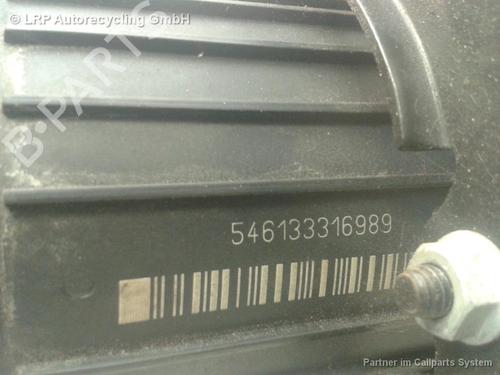 © LRP Autorecycling GmbH
B-PARTS
546133316989
Partner im Callparts System